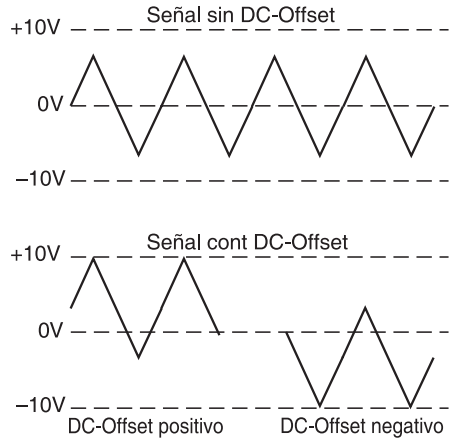 Señal sin DC-Offset
+10V
0V
–10V
Señal cont DC-Offset
+10V
0V
–10V
DC-Offset positivo
DC-Offset negativo